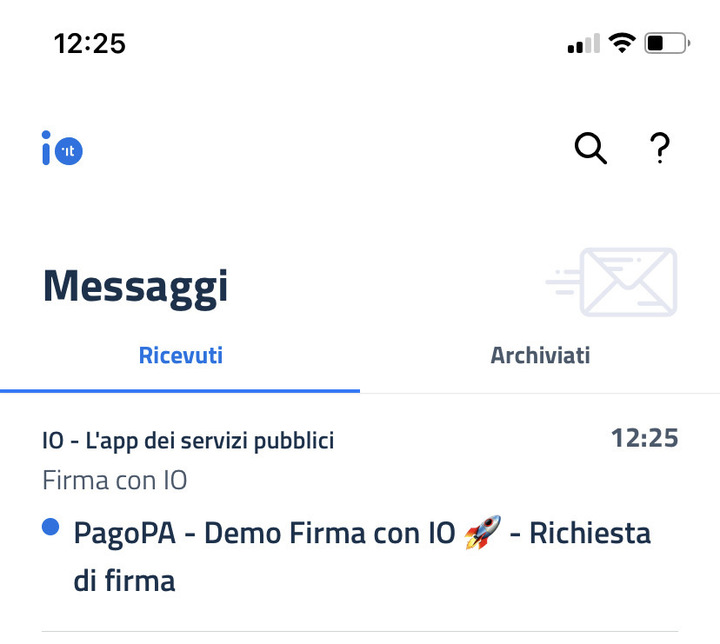 12:25
io it
?
Messaggi
Ricevuti Archiviati
IO - L'app dei servizi pubblici 12:25
Firma con IO
PagoPA - Demo Firma con IO 🚀 - Richiesta
di firma